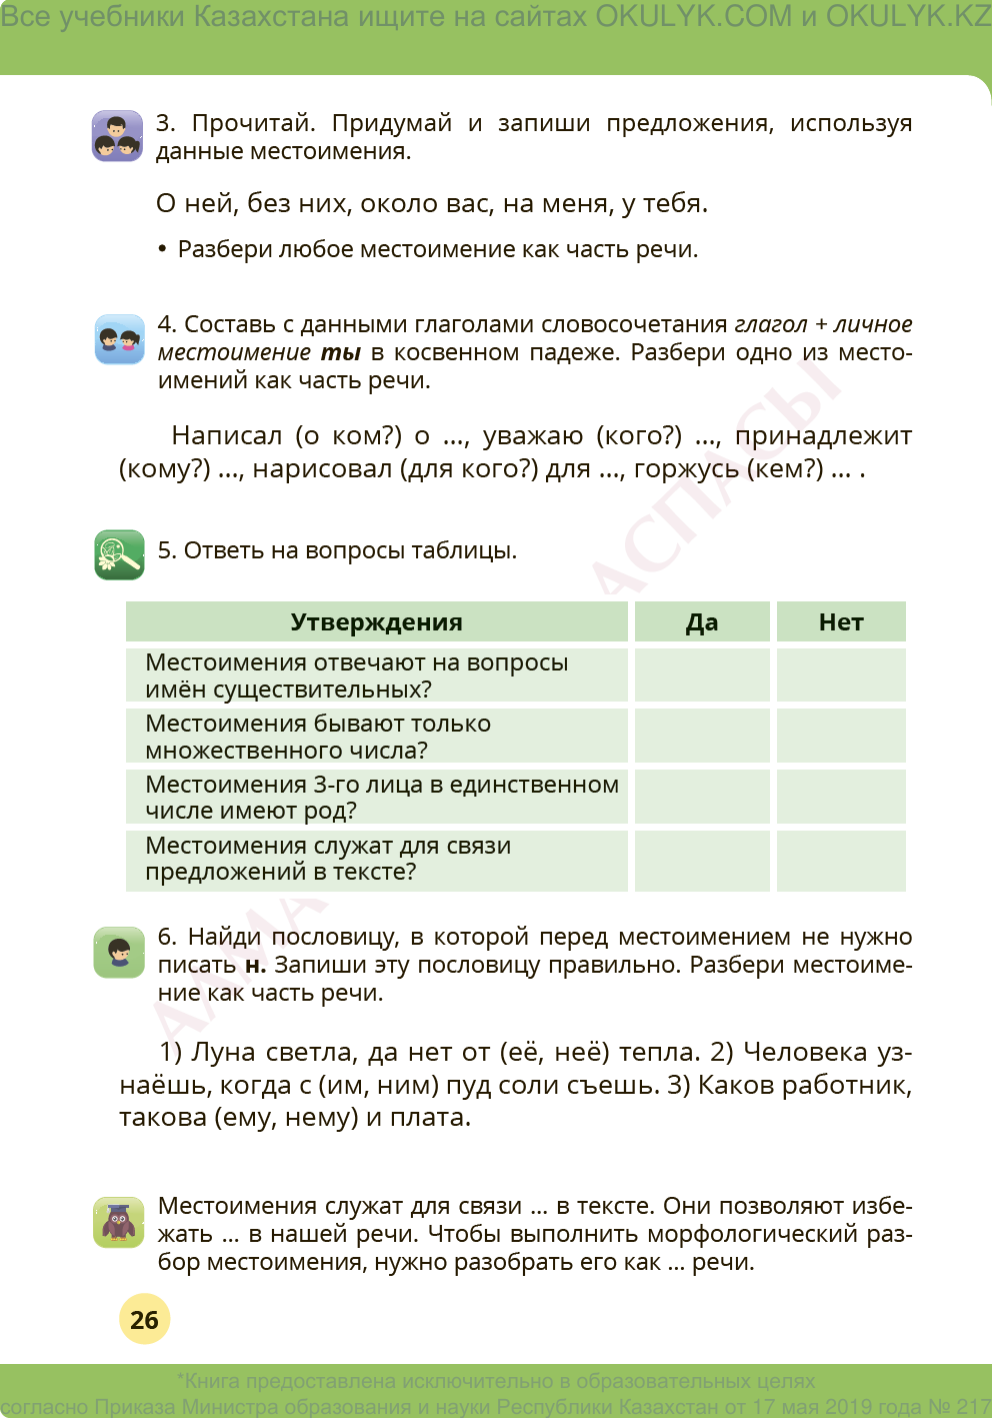 Все учебники Казахстана ищите на сайтах OKULYK.COM и OKULYK.KZ
3. Прочитай. Придумай и запиши предложения, используя
данные местоимения.
О ней, без них, около вас, на меня, у тебя.
• Разбери любое местоимение как часть речи.
4. Составь с данными глаголами словосочетания глагол + личное
местоимение ты в косвенном падеже. Разбери одно из место-
имений как часть речи.
Написал (о ком?) о ..., уважаю (кого?) ..., принадлежит
(кому?) ..., нарисовал (для кого?) для ..., горжусь (кем?) ... .
АСПАСЫ
5. Ответь на вопросы таблицы.
Утверждения Да Нет
Местоимения отвечают на вопросы
имён существительных?
Местоимения бывают только
множественного числа?
Местоимения 3-го лица в единственном
числе имеют род?
Местоимения служат для связи
предложений в тексте?
ААМА
6. Найди пословицу, в которой перед местоимением не нужно
писать н. Запиши эту пословицу правильно. Разбери местоиме-
ние как часть речи.
1) Луна светла, да нет от (её, неё) тепла. 2) Человека уз-
наёшь, когда с (им, ним) пуд соли съешь. 3) Каков работник,
такова (ему, нему) и плата.
Местоимения служат для связи ... в тексте. Они позволяют избе-
жать ... в нашей речи. Чтобы выполнить морфологический раз-
бор местоимения, нужно разобрать его как ... речи.
26
*Книга предоставлена исключительно в образовательных целях
согласно Приказа Министра образования и науки Республики Казахстан от 17 мая 2019 года № 217